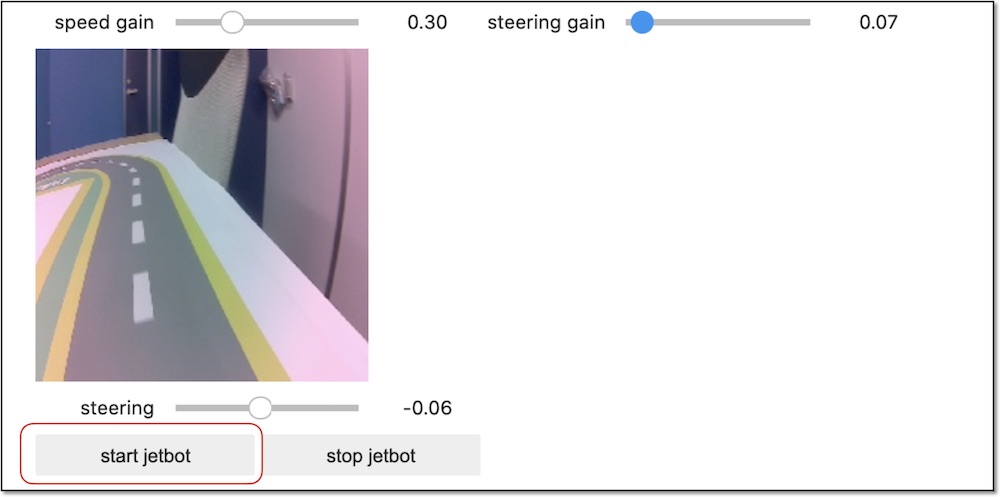 speed gain 0.30 steering gain 0.07
steering -0.06
start jetbot stop jetbot